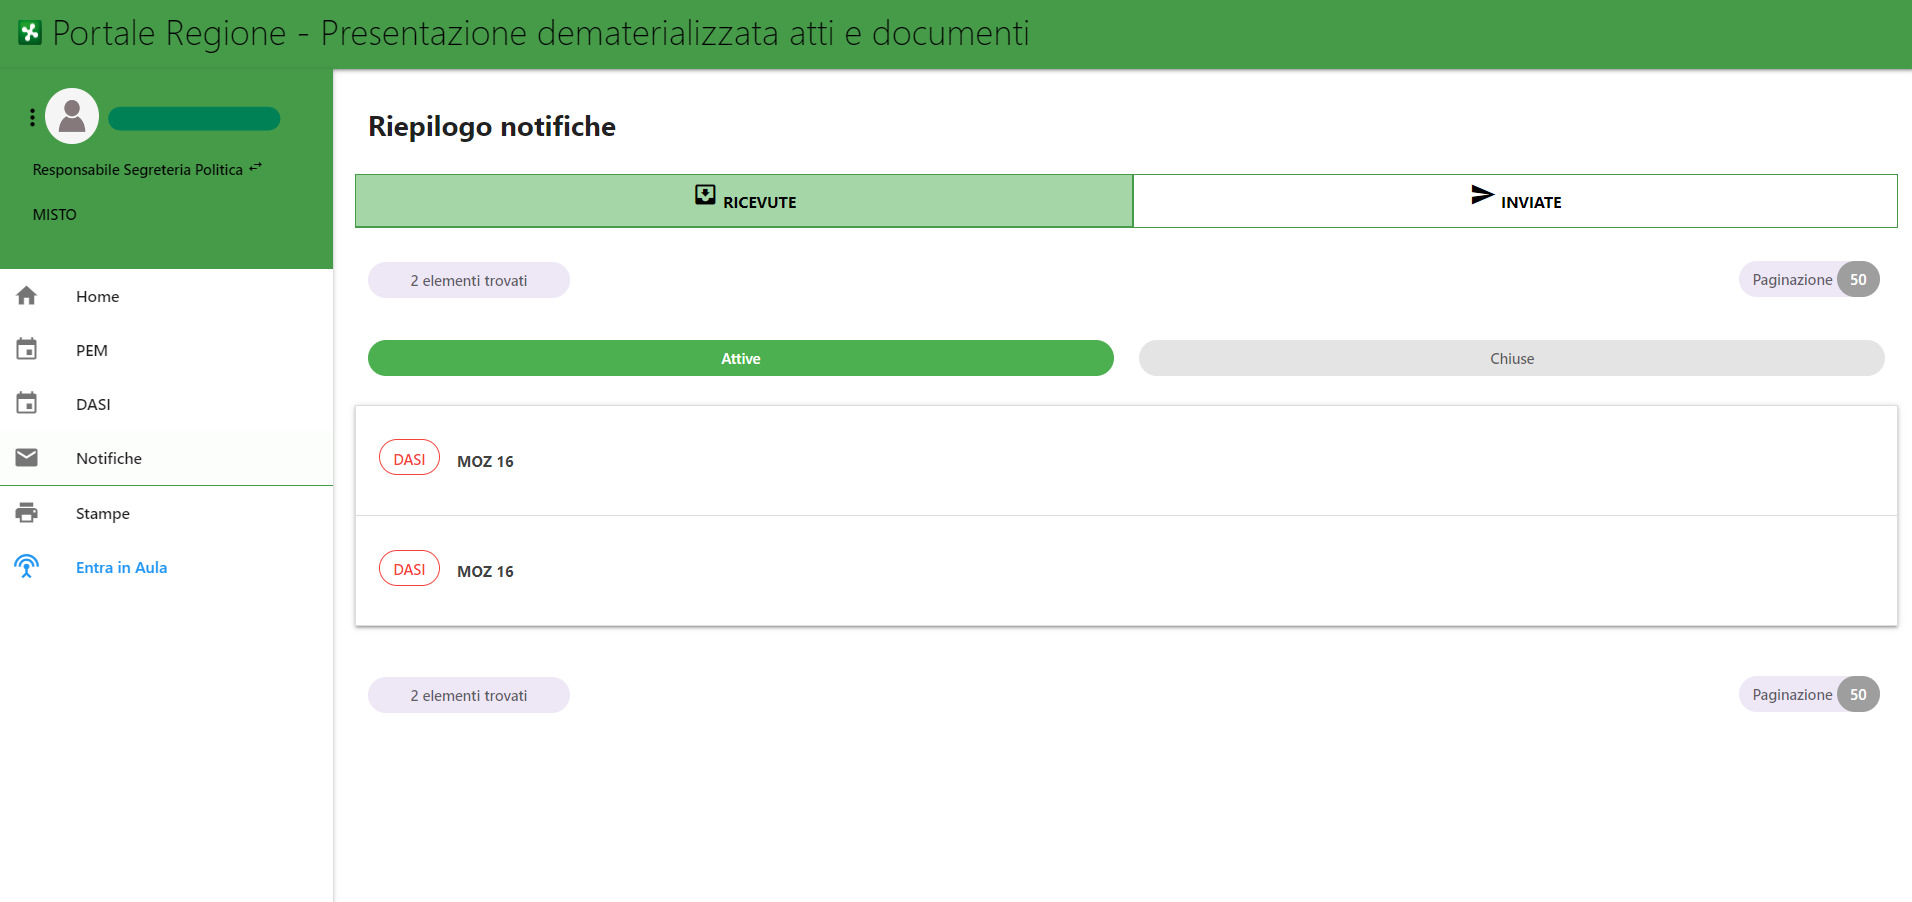 Portale Regione - Presentazione dematerializzata atti e documenti
Responsabile Segreteria Politica
MISTO
Home
PEM
DASI
Notifiche
Stampe
Entra in Aula
Riepilogo notifiche
RICEVUTE
INVIATE
2 elementi trovati
Paginazione 50
Attive
Chiuse
DASI MOZ 16
DASI MOZ 16
2 elementi trovati
Paginazione 50